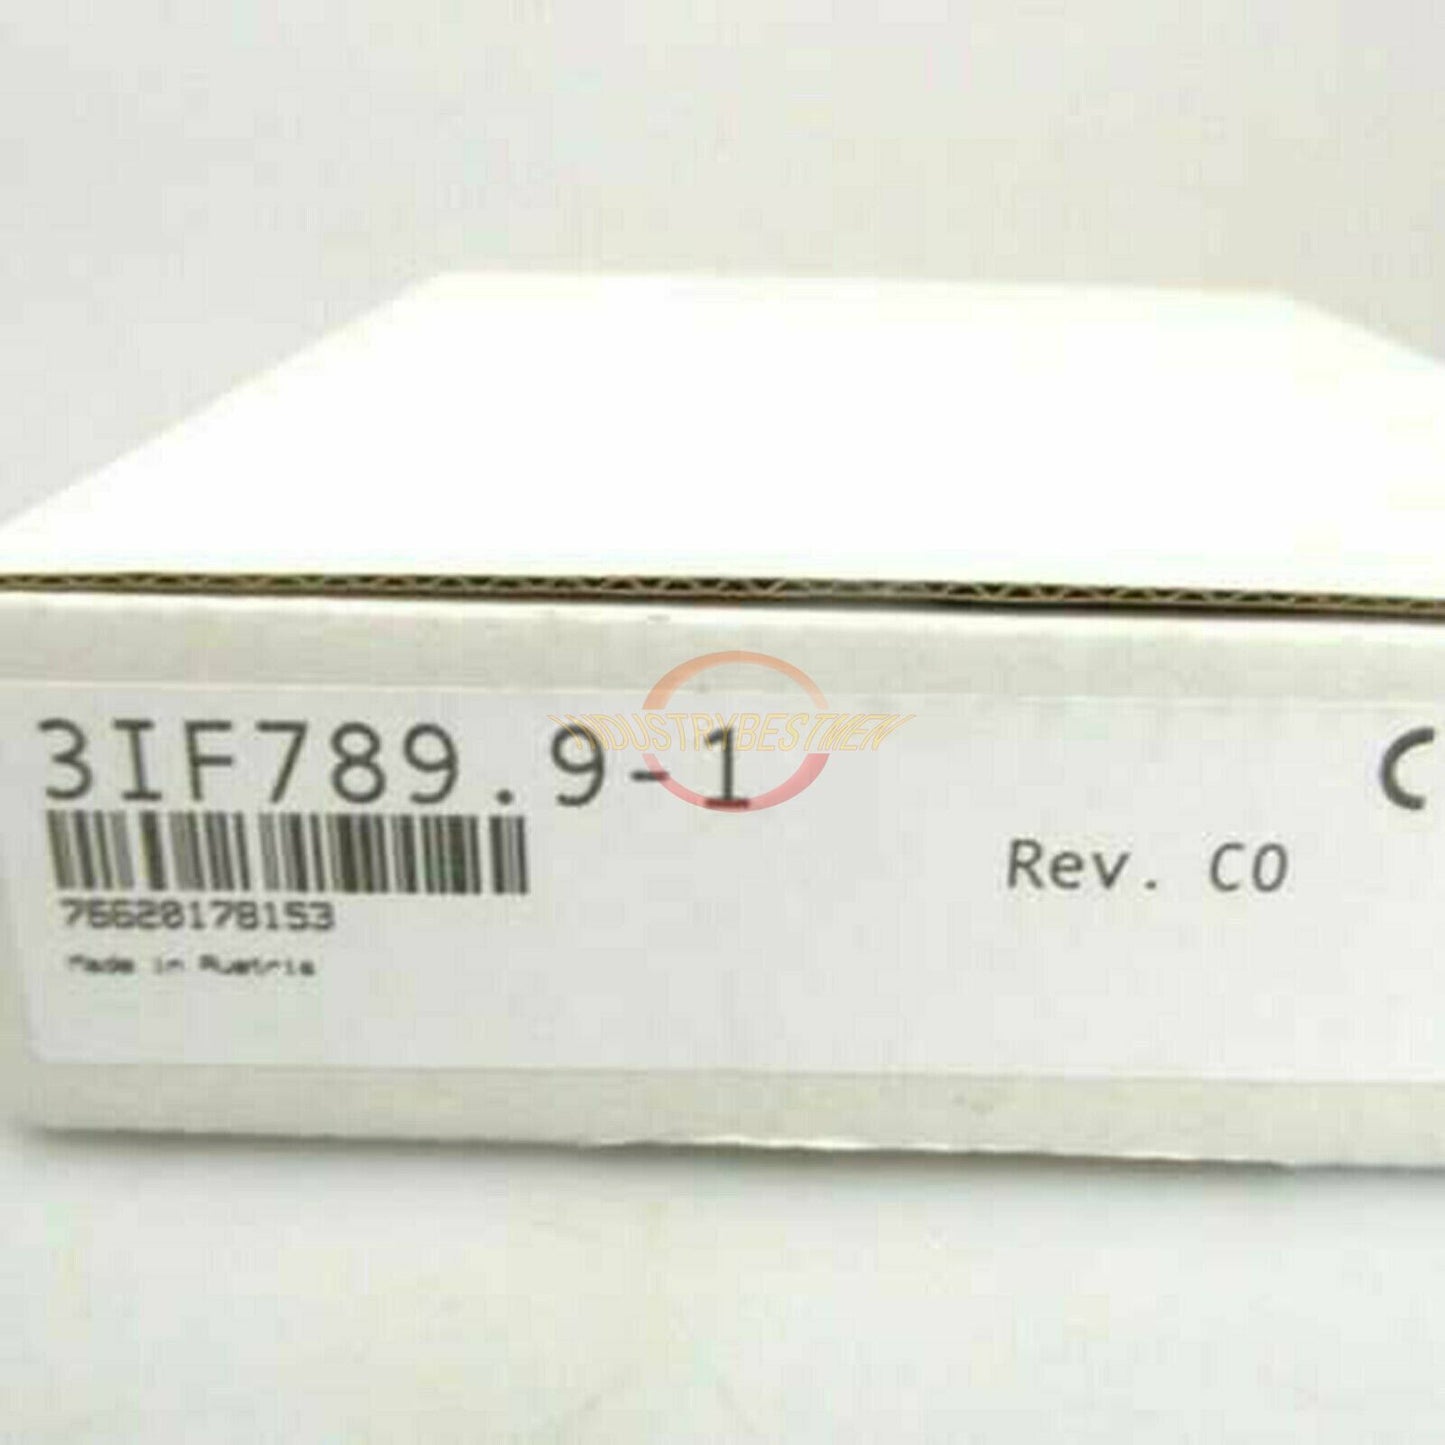 INDUSTRYBESTMEN
3IF789.9-1
C
Rev. C0
76620178153
Made in Austria